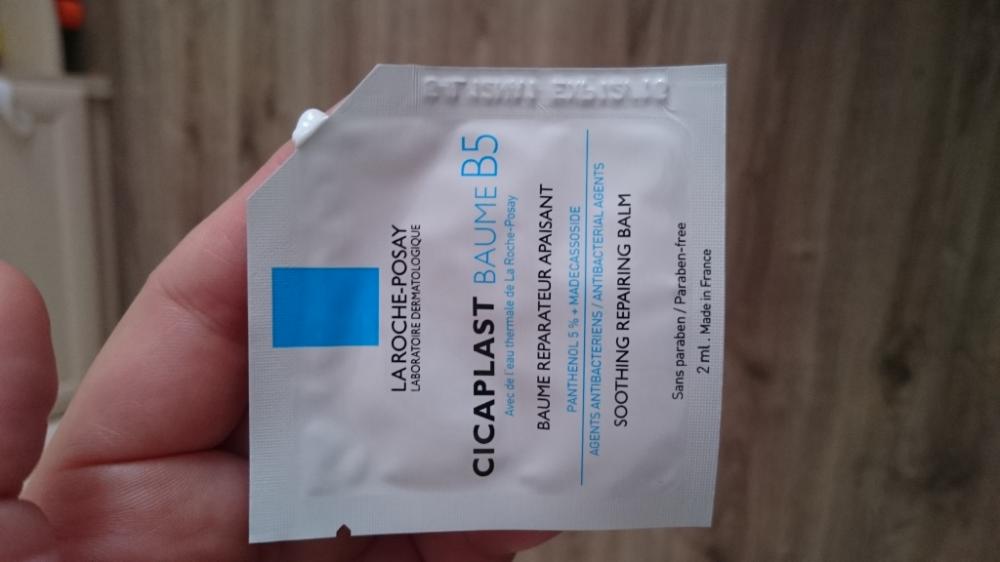 LA ROCHE-POSAY
LABORATOIRE DERMATOLOGIQUE
CICAPLAST BAUME B5
Avec de l'eau thermale de La Roche-Posay
BAUME REPARATEUR APAISANT
PANTHENOL 5 % + MADECASSOSIDE
AGENTS ANTIBACTERIENS / ANTIBACTERIAL AGENTS
SOOTHING REPAIRING BALM
Sans paraben / Paraben-free
2 ml . Made in France